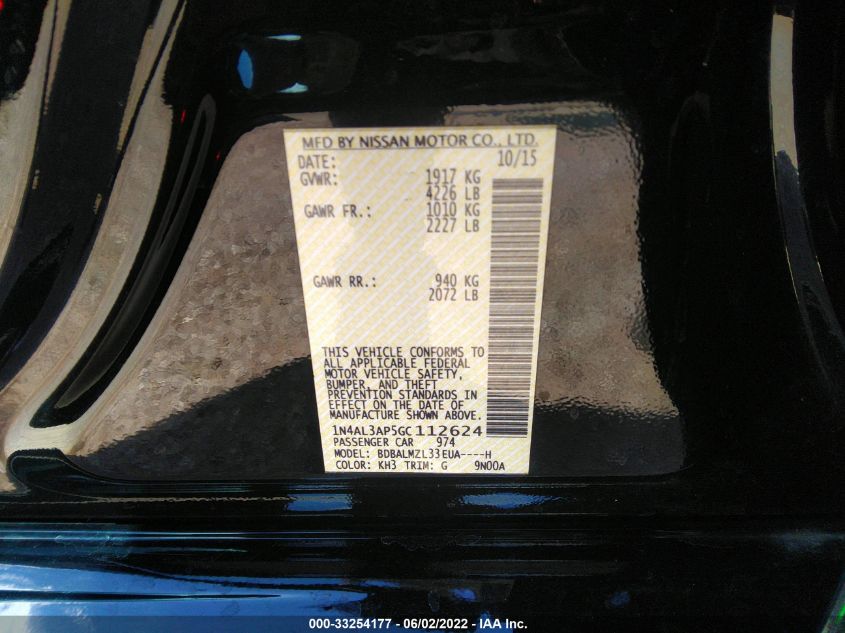 MFD BY NISSAN MOTOR CO., LTD.
DATE: 10/15
GVWR: 1917 KG
4226 LB
GAWR FR.: 1010 KG
2227 LB
GAWR RR.: 940 KG
2072 LB
THIS VEHICLE CONFORMS TO
ALL APPLICABLE FEDERAL
MOTOR VEHICLE SAFETY,
BUMPER, AND THEFT
PREVENTION STANDARDS IN
EFFECT ON THE DATE OF
MANUFACTURE SHOWN ABOVE.
1N4AL3AP5GC112624
PASSENGER CAR 974
MODEL: BDBALMZL33EUA----H
COLOR: KH3 TRIM: G 9N00A
000-33254177 - 06/02/2022 - IAA Inc.